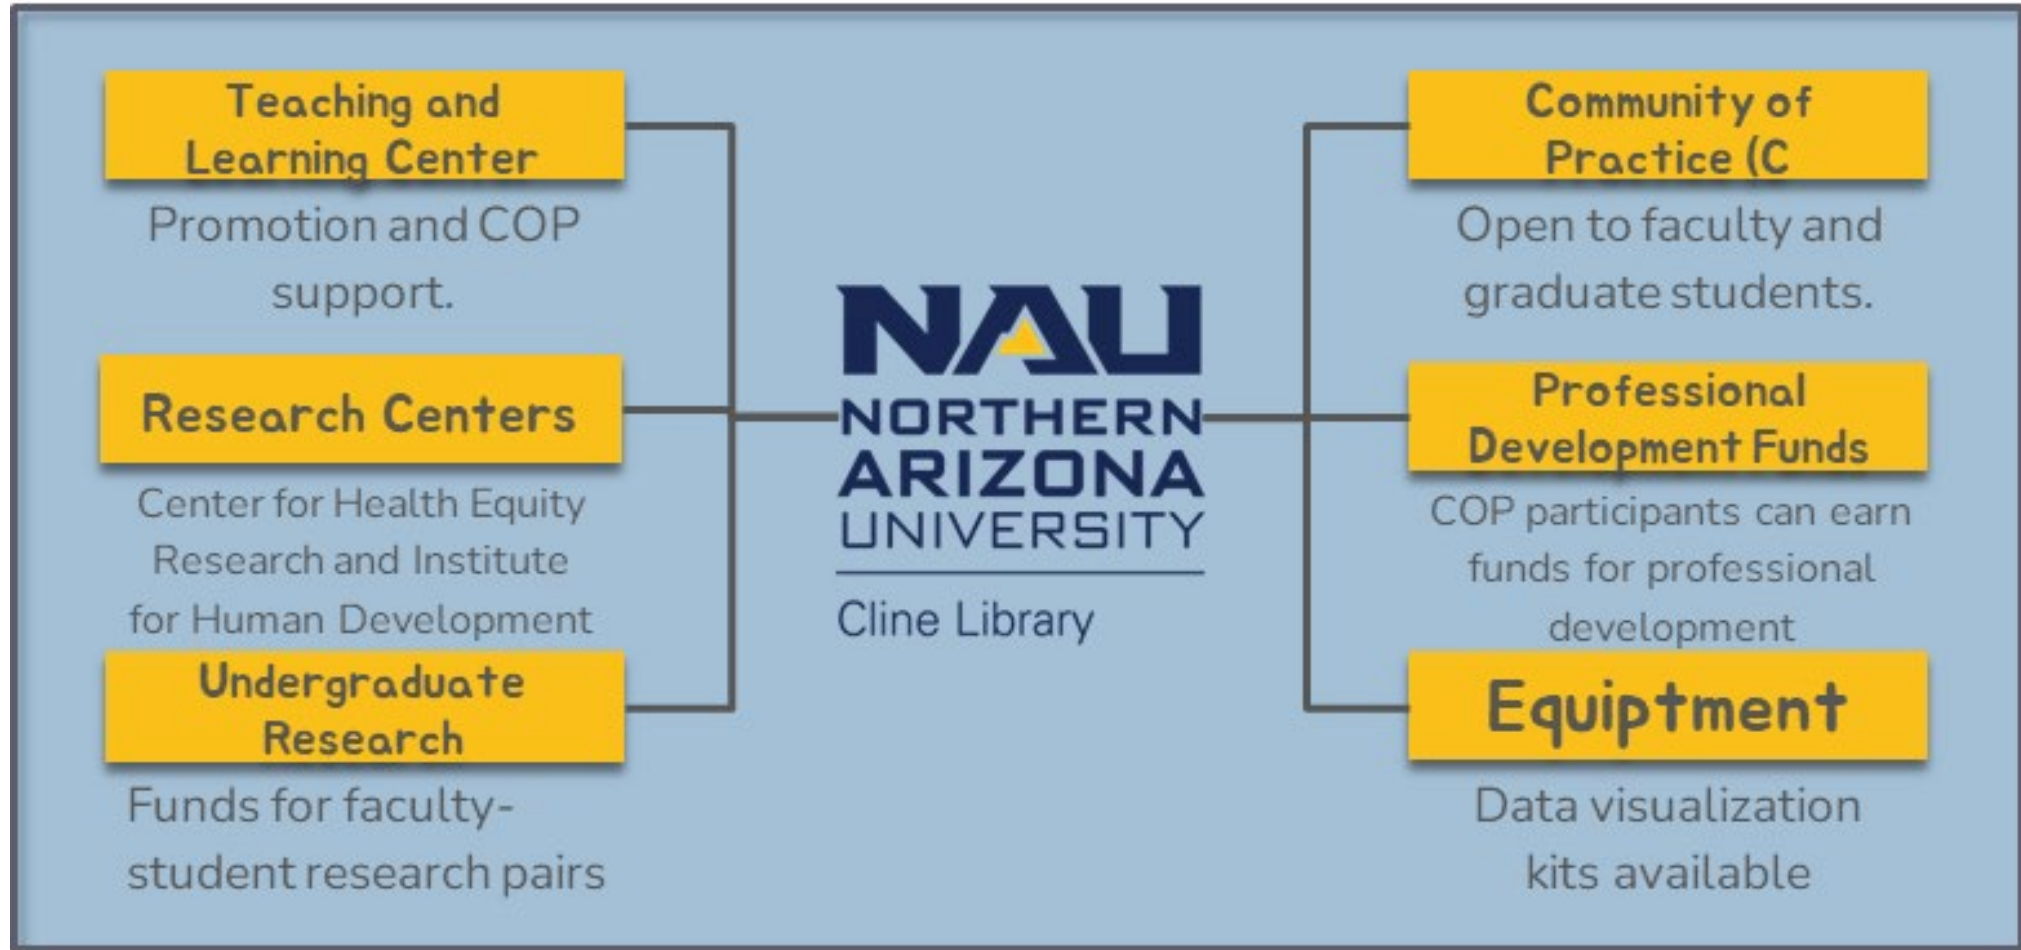 Teaching and
Learning Center
Promotion and COP
support.
Research Centers
Center for Health Equity
Research and Institute
for Human Development
Undergraduate
Research
Funds for faculty-
student research pairs
NAU
NORTHERN
ARIZONA
UNIVERSITY
Cline Library
Community of
Practice (C
Open to faculty and
graduate students.
Professional
Development Funds
COP participants can earn
funds for professional
development
Equiptment
Data visualization
kits available